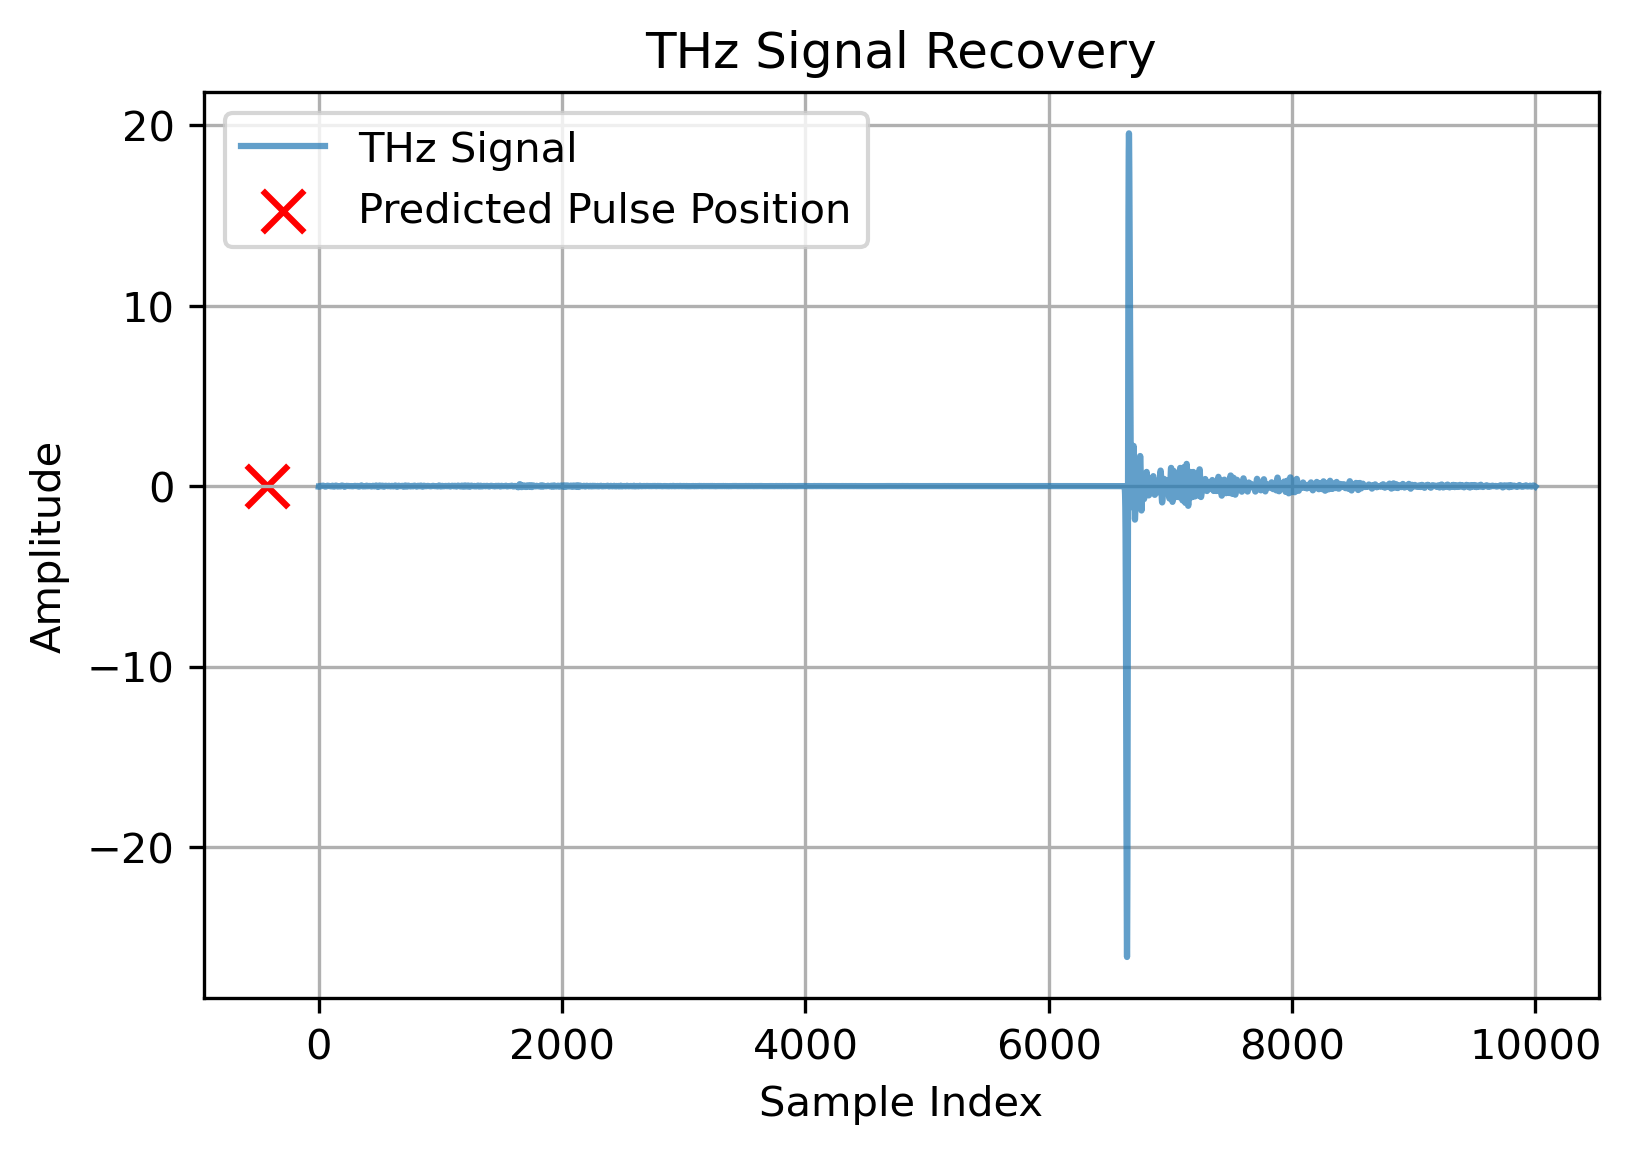 THz Signal Recovery
THz Signal
Predicted Pulse Position
20
10
0
−10
−20
Amplitude
0 2000 4000 6000 8000 10000
Sample Index